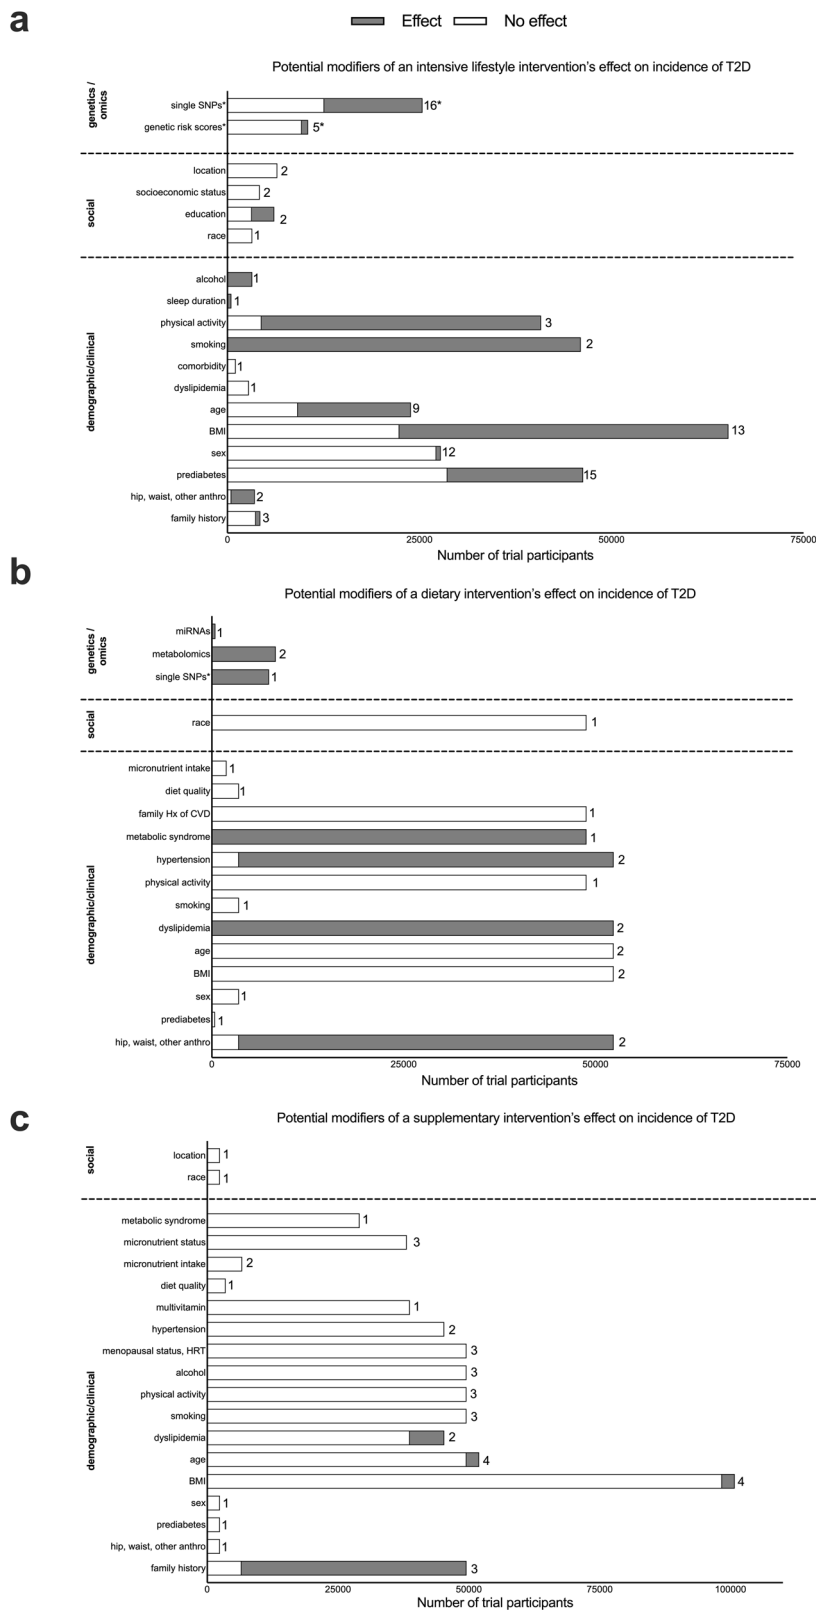 a
Effect No effect
Potential modifiers of an intensive lifestyle intervention's effect on incidence of T2D
genetics /
omics
single SNPs* 16*
genetic risk scores* 5*
social
location 2
socioeconomic status 2
education 2
race 1
demographic/clinical
alcohol 1
sleep duration 1
physical activity 3
smoking 2
comorbidity 1
dyslipidemia 1
age 9
BMI 13
sex 12
prediabetes 15
hip, waist, other anthro 2
family history 3
0 25000 50000 75000
Number of trial participants
b
Potential modifiers of a dietary intervention's effect on incidence of T2D
genetics /
omics
miRNAs 1
metabolomics 2
single SNPs* 1
social
race 1
demographic/clinical
micronutrient intake 1
diet quality 1
family Hx of CVD 1
metabolic syndrome 1
hypertension 2
physical activity 1
smoking 1
dyslipidemia 2
age 2
BMI 2
sex 1
prediabetes 1
hip, waist, other anthro 2
0 25000 50000 75000
Number of trial participants
c
Potential modifiers of a supplementary intervention's effect on incidence of T2D
social
location 1
race 1
demographic/clinical
metabolic syndrome 1
micronutrient status 3
micronutrient intake 2
diet quality 1
multivitamin 1
hypertension 2
menopausal status, HRT 3
alcohol 3
physical activity 3
smoking 3
dyslipidemia 2
age 4
BMI 4
sex 1
prediabetes 1
hip, waist, other anthro 1
family history 3
0 25000 50000 75000 100000
Number of trial participants